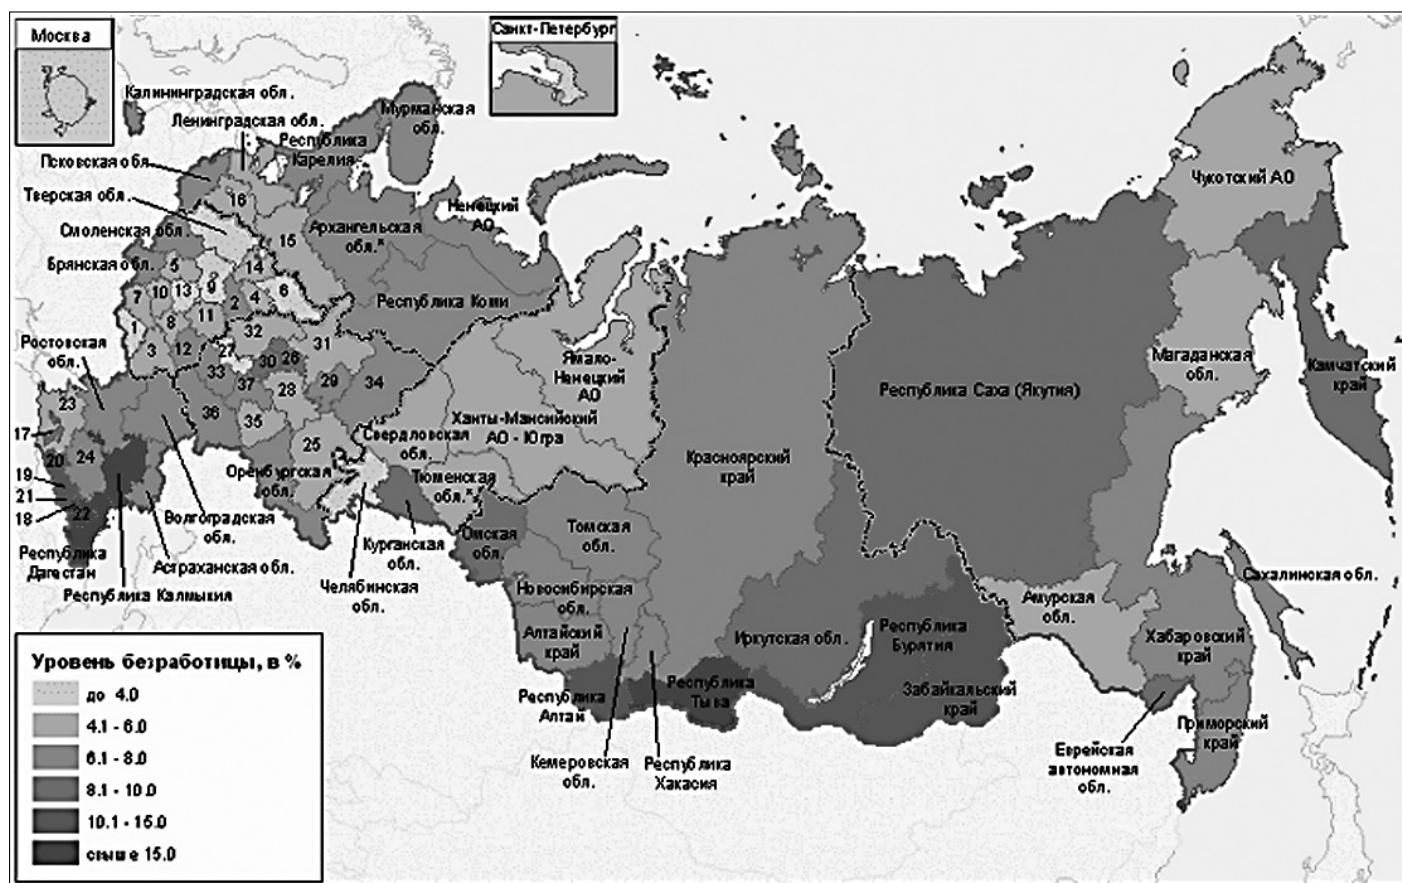 Москва
Санкт-Петербург
Калининградская обл.
Ленинградская обл.
Мурманская
обл.
Республика
Карелия
Псковская обл.
Тверская обл.
Смоленская обл.
Брянская обл.
Ненецкий
АО
Архангельская
обл.*
Чукотский АО
16
15
14
5
9
6
7
10
13
2
4
1
8
11
32
3
12
27
31
30
26
33
29
34
37
28
36
35
25
23
17
20
24
19
21
18
22
Республика Коми
Ростовская
обл.
Ямало-
Ненецкий
АО
Ханты-Мансийский
АО - Югра
Свердловская
обл.
Тюменская
обл.*
Оренбургская
обл.
Красноярский
край
Республика Саха (Якутия)
Магаданская
обл.
Камчатский
край
Волгоградская
обл.
Астраханская обл.
Республика
Дагестан
Республика Калмыкия
Курганская
обл.
Челябинская
обл.
Омская
обл.
Томская
обл.
Новосибирская
обл.
Алтайский
край
Республика
Алтай
Кемеровская
обл.
Республика
Хакасия
Республика
Тыва
Иркутская обл.
Республика
Бурятия
Забайкальский
край
Амурская
обл.
Хабаровский
край
Сахалинская обл.
Еврейская
автономная
обл.
Приморский
край
Уровень безработицы, в %
до 4.0
4.1 - 6.0
6.1 - 8.0
8.1 - 10.0
10.1 - 15.0
свыше 15.0